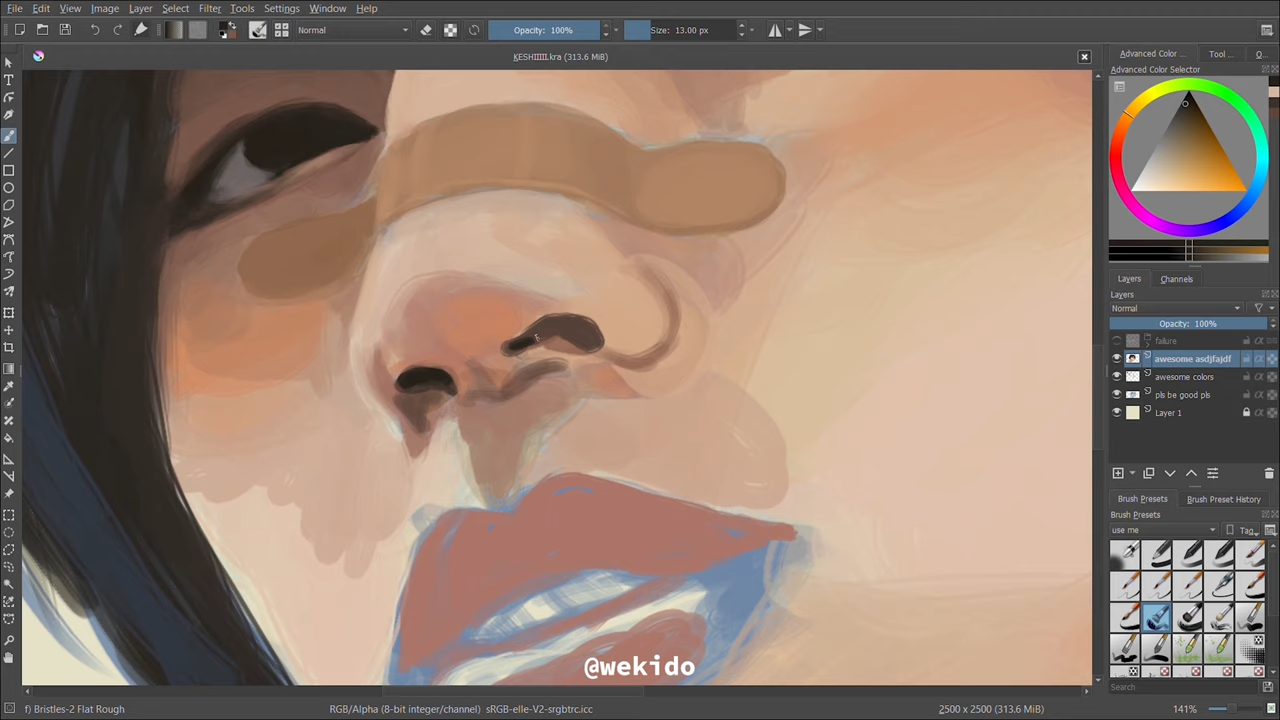 File Edit View Image Layer Select Filter Tools Settings Window Help
Normal Opacity: 100% Size: 13.00 px
KESHIIIII.kra (313.6 MiB)
Advanced Color ... Tool ... O...
Advanced Color Selector
Layers Channels
Layers
Normal
Opacity: 100%
failure
awesome asdjfajdf
awesome colors
pls be good pls
Layer 1
Brush Presets Brush Preset History
Brush Presets
use me Tag
Search
@wekido
f) Bristles-2 Flat Rough RGB/Alpha (8-bit integer/channel) sRGB-elle-V2-srgbtrc.icc 2500 x 2500 (313.6 MiB) 141%